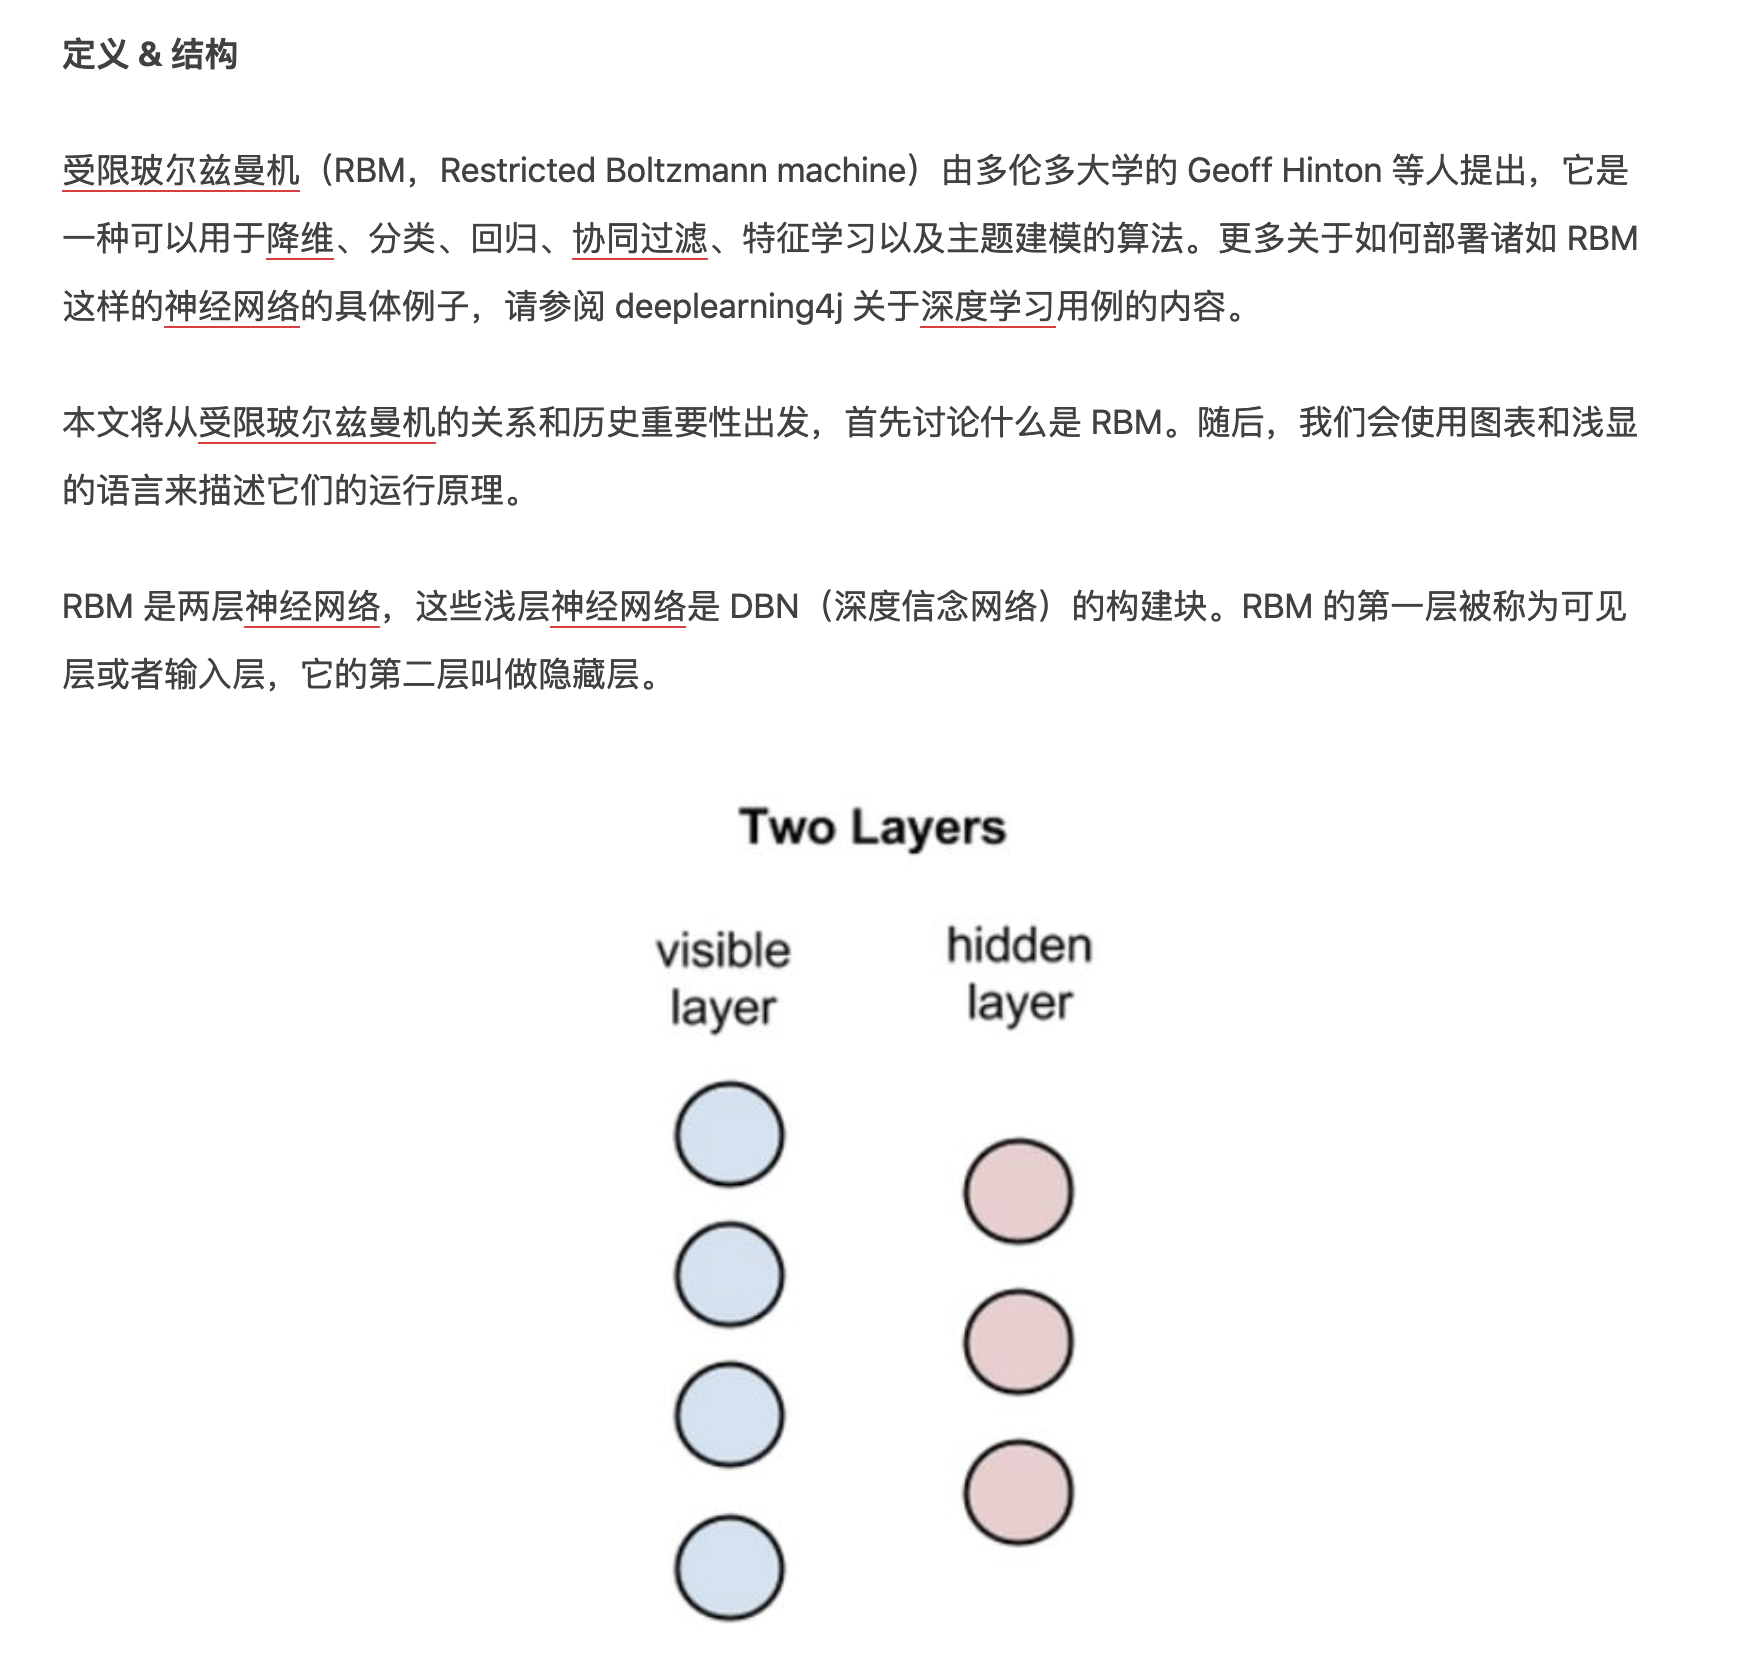 定义 & 结构
受限玻尔兹曼机（RBM，Restricted Boltzmann machine）由多伦多大学的 Geoff Hinton 等人提出，它是
一种可以用于降维、分类、回归、协同过滤、特征学习以及主题建模的算法。更多关于如何部署诸如 RBM
这样的神经网络的具体例子，请参阅 deeplearning4j 关于深度学习用例的内容。
本文将从受限玻尔兹曼机的关系和历史重要性出发，首先讨论什么是 RBM。随后，我们会使用图表和浅显
的语言来描述它们的运行原理。
RBM 是两层神经网络，这些浅层神经网络是 DBN（深度信念网络）的构建块。RBM 的第一层被称为可见
层或者输入层，它的第二层叫做隐藏层。
Two Layers
visible
layer
hidden
layer